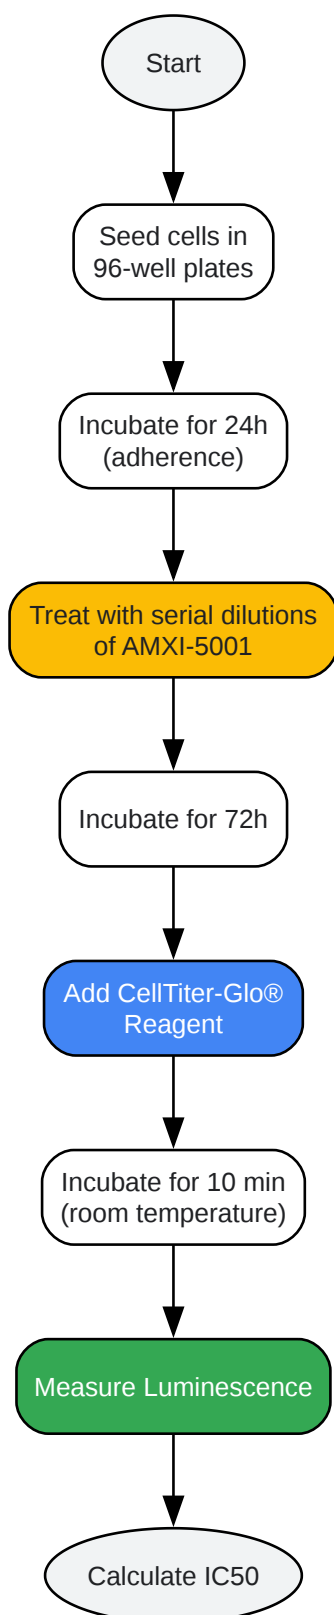 Start
Seed cells in
96-well plates
Incubate for 24h
(adherence)
Treat with serial dilutions
of AMXI-5001
Incubate for 72h
Add CellTiter-Glo®
Reagent
Incubate for 10 min
(room temperature)
Measure Luminescence
Calculate IC50